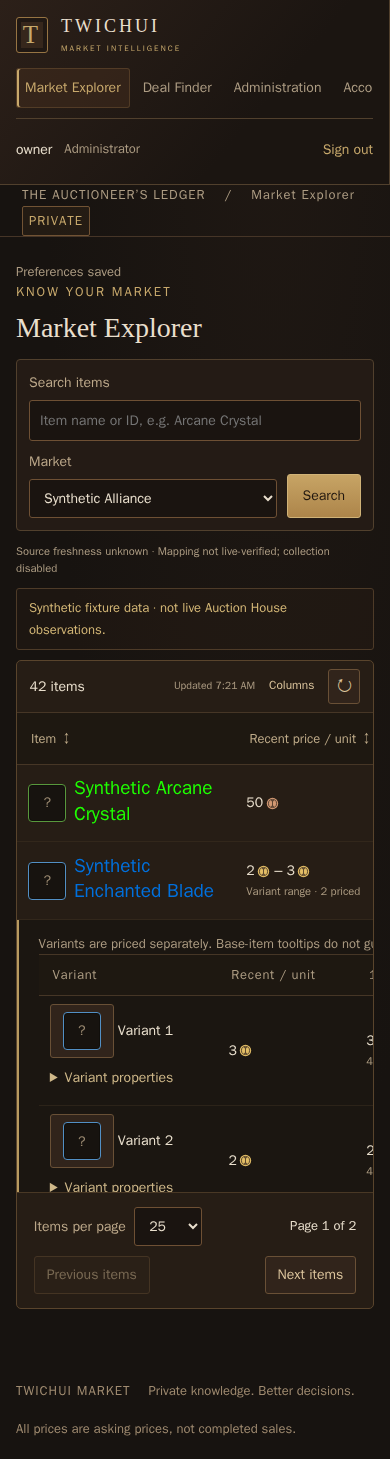 T TWICHUI
MARKET INTELLIGENCE
Market Explorer Deal Finder Administration Acco
owner Administrator Sign out
THE AUCTIONEER'S LEDGER / Market Explorer
PRIVATE
Preferences saved
KNOW YOUR MARKET
Market Explorer
Search items
Item name or ID, e.g. Arcane Crystal
Market
Synthetic Alliance Search
Source freshness unknown · Mapping not live-verified; collection
disabled
Synthetic fixture data · not live Auction House
observations.
42 items Updated 7:21 AM Columns
Item ↕ Recent price / unit ↕
? Synthetic Arcane
Crystal
50
? Synthetic
Enchanted Blade
2 – 3
Variant range · 2 priced
Variants are priced separately. Base-item tooltips do not
Variant Recent / unit 1
? Variant 1
3 3
4
▶ Variant properties
? Variant 2
2 2
4
▶ Variant properties
Items per page 25 Page 1 of 2
Previous items Next items
TWICHUI MARKET Private knowledge. Better decisions.
All prices are asking prices, not completed sales.